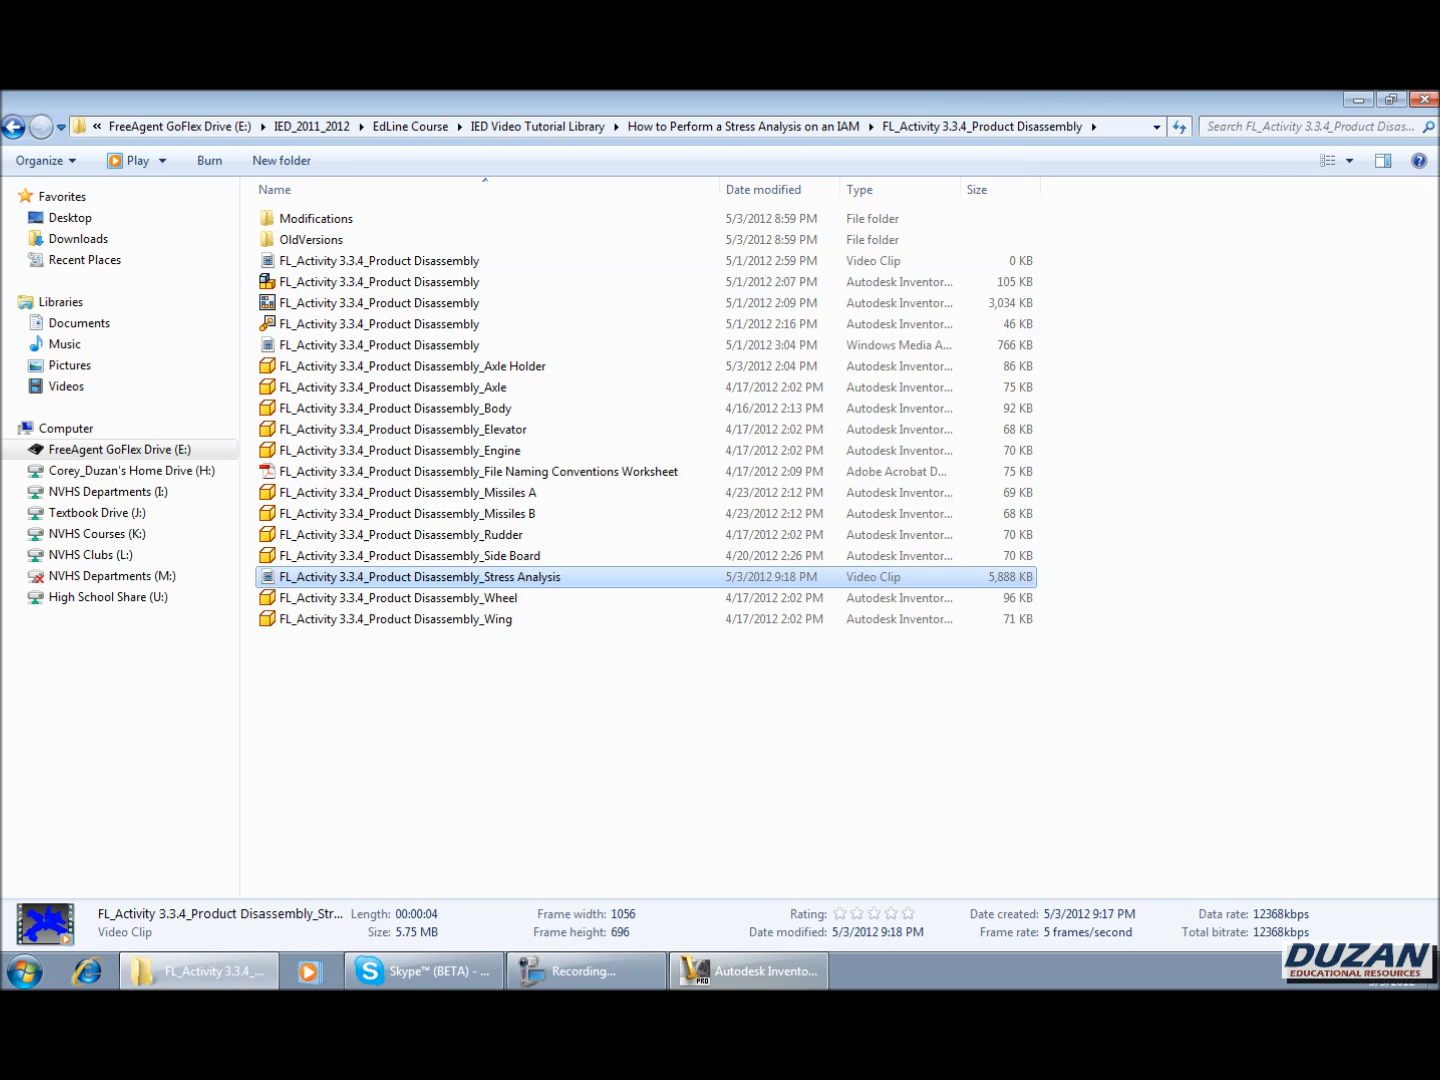 « FreeAgent GoFlex Drive (E:) IED_2011_2012 EdLine Course IED Video Tutorial Library How to Perform a Stress Analysis on an IAM FL_Activity 3.3.4_Product Disassembly Search FL_Activity 3.3.4_Product Disas...
Organize Play Burn New folder
Name Date modified Type Size
Favorites
Desktop
Downloads
Recent Places
Libraries
Documents
Music
Pictures
Videos
Computer
FreeAgent GoFlex Drive (E:)
Corey_Duzan's Home Drive (H:)
NVHS Departments (I:)
Textbook Drive (J:)
NVHS Courses (K:)
NVHS Clubs (L:)
NVHS Departments (M:)
High School Share (U:)
Modifications 5/3/2012 8:59 PM File folder
OldVersions 5/3/2012 8:59 PM File folder
FL_Activity 3.3.4_Product Disassembly 5/1/2012 2:59 PM Video Clip 0 KB
FL_Activity 3.3.4_Product Disassembly 5/1/2012 2:07 PM Autodesk Inventor... 105 KB
FL_Activity 3.3.4_Product Disassembly 5/1/2012 2:09 PM Autodesk Inventor... 3,034 KB
FL_Activity 3.3.4_Product Disassembly 5/1/2012 2:16 PM Autodesk Inventor... 46 KB
FL_Activity 3.3.4_Product Disassembly 5/1/2012 3:04 PM Windows Media A... 766 KB
FL_Activity 3.3.4_Product Disassembly_Axle Holder 5/3/2012 2:04 PM Autodesk Inventor... 86 KB
FL_Activity 3.3.4_Product Disassembly_Axle 4/17/2012 2:02 PM Autodesk Inventor... 75 KB
FL_Activity 3.3.4_Product Disassembly_Body 4/16/2012 2:13 PM Autodesk Inventor... 92 KB
FL_Activity 3.3.4_Product Disassembly_Elevator 4/17/2012 2:02 PM Autodesk Inventor... 68 KB
FL_Activity 3.3.4_Product Disassembly_Engine 4/17/2012 2:02 PM Autodesk Inventor... 70 KB
FL_Activity 3.3.4_Product Disassembly_File Naming Conventions Worksheet 4/17/2012 2:09 PM Adobe Acrobat D... 75 KB
FL_Activity 3.3.4_Product Disassembly_Missiles A 4/23/2012 2:12 PM Autodesk Inventor... 69 KB
FL_Activity 3.3.4_Product Disassembly_Missiles B 4/23/2012 2:12 PM Autodesk Inventor... 68 KB
FL_Activity 3.3.4_Product Disassembly_Rudder 4/17/2012 2:02 PM Autodesk Inventor... 70 KB
FL_Activity 3.3.4_Product Disassembly_Side Board 4/20/2012 2:26 PM Autodesk Inventor... 70 KB
FL_Activity 3.3.4_Product Disassembly_Stress Analysis 5/3/2012 9:18 PM Video Clip 5,888 KB
FL_Activity 3.3.4_Product Disassembly_Wheel 4/17/2012 2:02 PM Autodesk Inventor... 96 KB
FL_Activity 3.3.4_Product Disassembly_Wing 4/17/2012 2:02 PM Autodesk Inventor... 71 KB
FL_Activity 3.3.4_Product Disassembly_Str... Length: 00:00:04 Frame width: 1056 Rating: Date created: 5/3/2012 9:17 PM Data rate: 12368kbps
Video Clip Size: 5.75 MB Frame height: 696 Date modified: 5/3/2012 9:18 PM Frame rate: 5 frames/second Total bitrate: 12368kbps
FL_Activity 3.3.4_... Skype™ (BETA) - ... Recording... PRO Autodesk Invento...
DUZAN
EDUCATIONAL RESOURCES